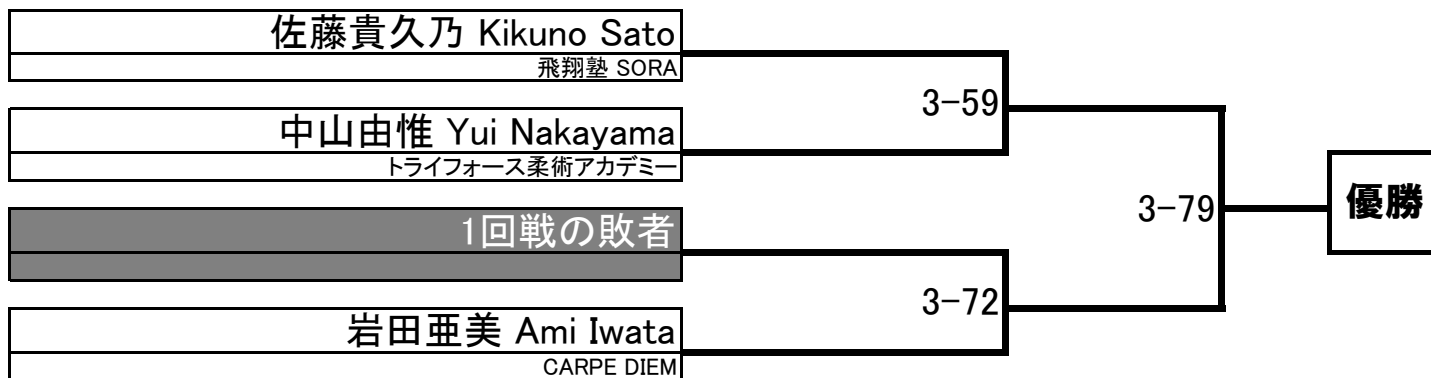 佐藤貴久乃 Kikuno Sato
飛翔塾 SORA
3-59
中山由惟 Yui Nakayama
トライフォース柔術アカデミー
3-79
優勝
1回戦の敗者
3-72
岩田亜美 Ami Iwata
CARPE DIEM